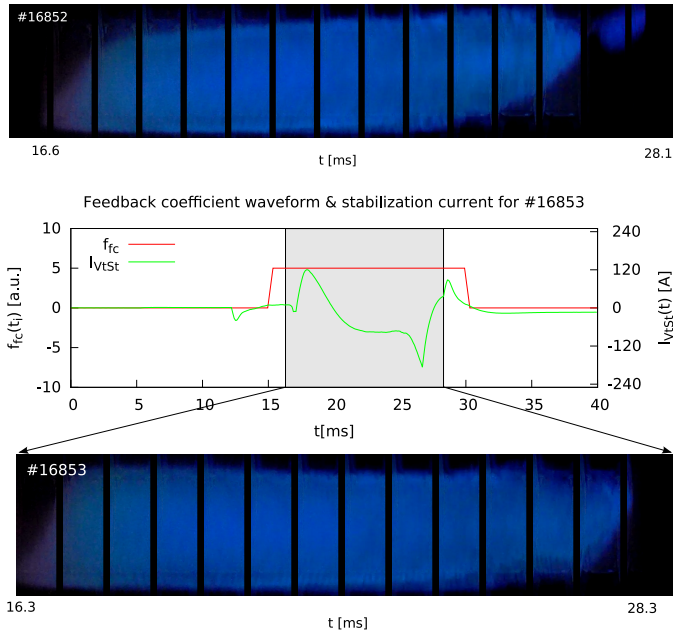 #16852
16.6
28.1
t [ms]
Feedback coefficient waveform & stabilization current for #16853
f_fc
I_VtSt
10
5
0
-5
-10
f_fc(t_i) [a.u.]
240
120
0
-120
-240
I_VtSt(t) [A]
0 5 10 15 20 25 30 35 40
t[ms]
#16853
16.3
28.3
t [ms]